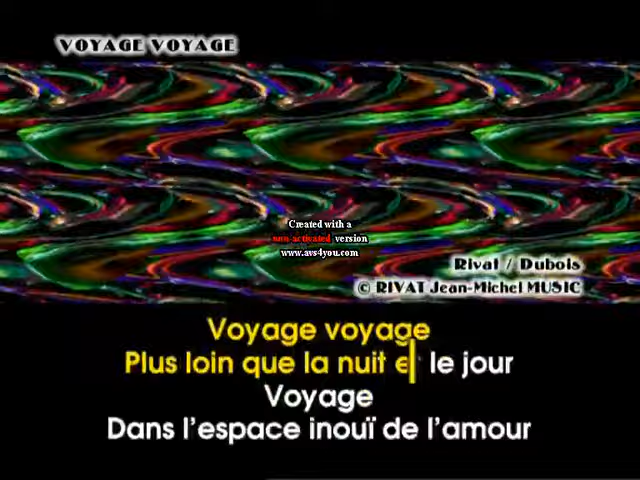 VOYAGE VOYAGE
Created with a
non-activated version
www.avs4you.com
Rivat / Dubois
© RIVAT Jean-Michel MUSIC
Voyage voyage
Plus loin que la nuit et le jour
Voyage
Dans l'espace inouï de l'amour